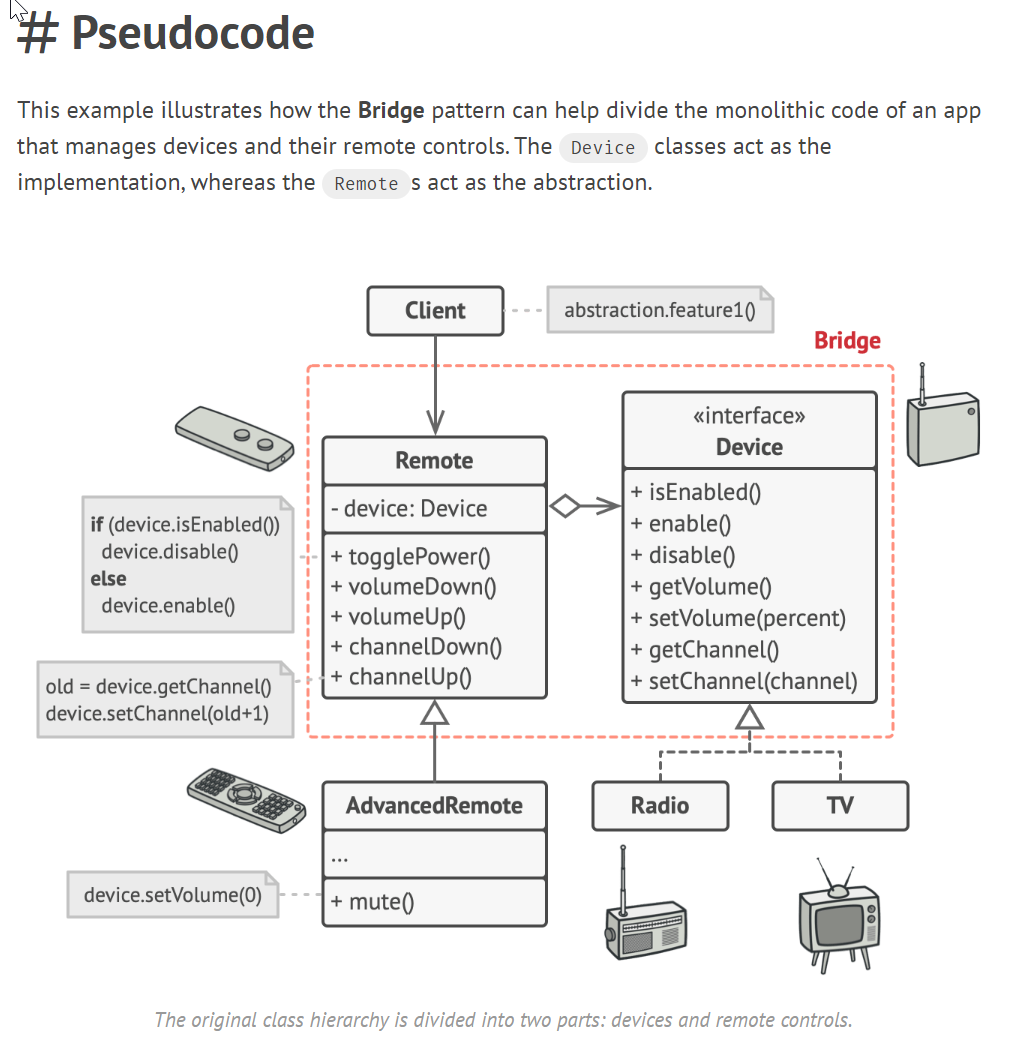 # Pseudocode
This example illustrates how the Bridge pattern can help divide the monolithic code of an app
that manages devices and their remote controls. The Device classes act as the
implementation, whereas the Remote s act as the abstraction.
Client
abstraction.feature1()
Bridge
Remote
- device: Device
+ togglePower()
+ volumeDown()
+ volumeUp()
+ channelDown()
+ channelUp()
«interface»
Device
+ isEnabled()
+ enable()
+ disable()
+ getVolume()
+ setVolume(percent)
+ getChannel()
+ setChannel(channel)
if (device.isEnabled())
device.disable()
else
device.enable()
old = device.getChannel()
device.setChannel(old+1)
AdvancedRemote
...
+ mute()
device.setVolume(0)
Radio
TV
The original class hierarchy is divided into two parts: devices and remote controls.